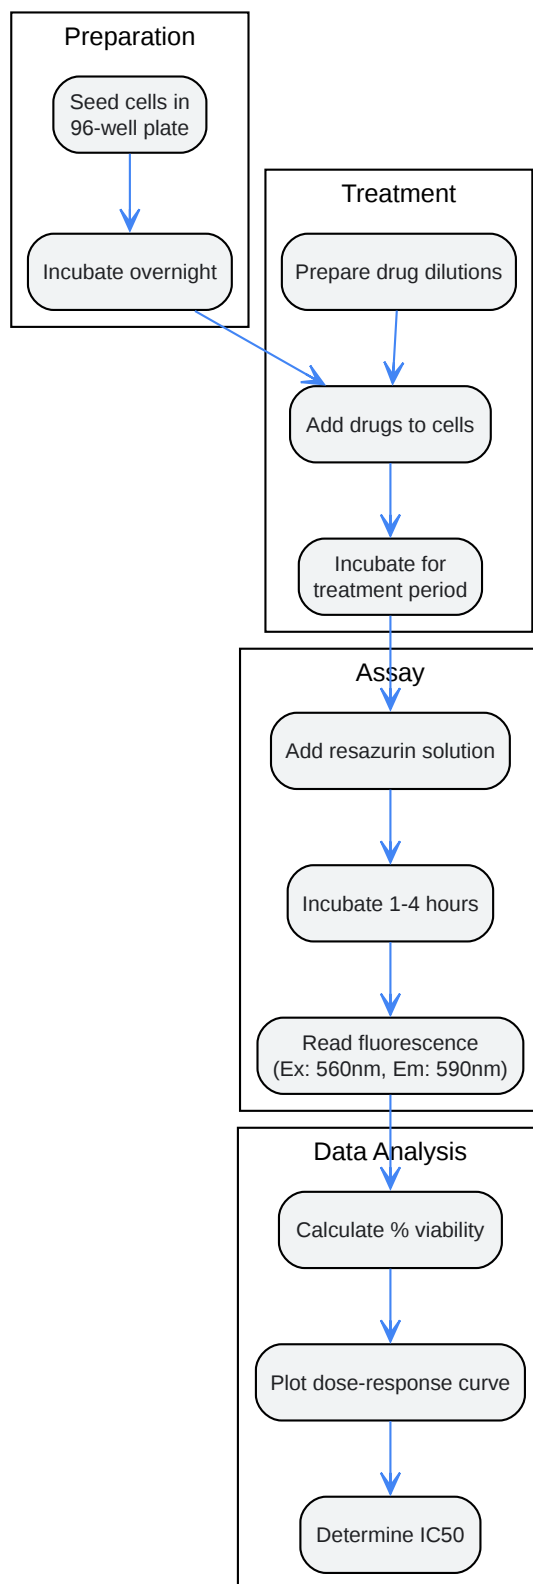 Preparation
Seed cells in
96-well plate
Incubate overnight
Treatment
Prepare drug dilutions
Add drugs to cells
Incubate for
treatment period
Assay
Add resazurin solution
Incubate 1-4 hours
Read fluorescence
(Ex: 560nm, Em: 590nm)
Data Analysis
Calculate % viability
Plot dose-response curve
Determine IC50